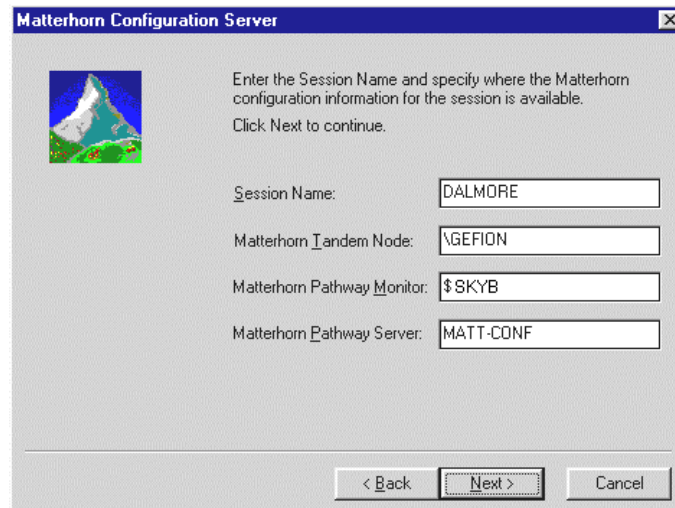 Matterhorn Configuration Server
Enter the Session Name and specify where the Matterhorn
configuration information for the session is available.
Click Next to continue.
Session Name: DALMORE
Matterhorn Tandem Node: \GEFION
Matterhorn Pathway Monitor: $SKYB
Matterhorn Pathway Server: MATT-CONF
< Back Next > Cancel